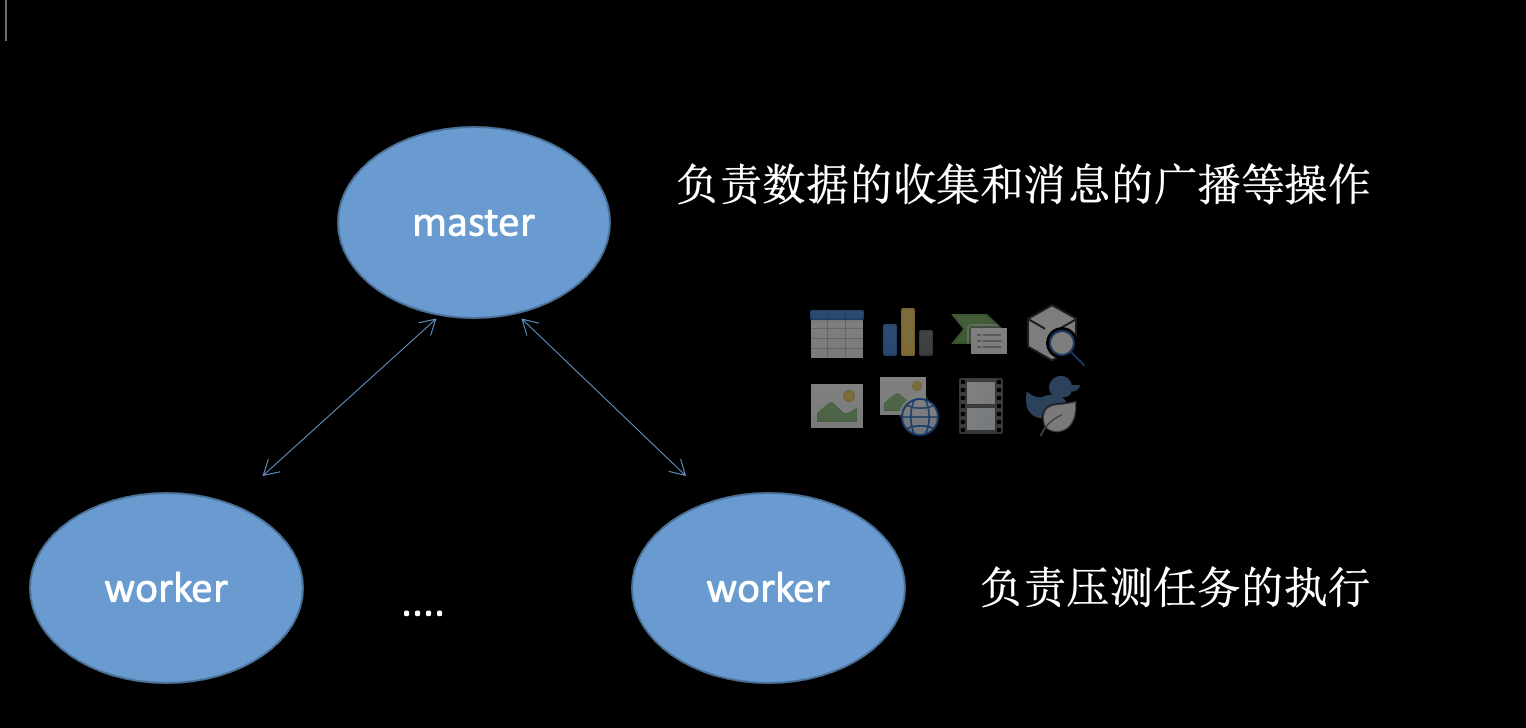 负责数据的收集和消息的广播等操作
master
worker
....
worker
负责压测任务的执行